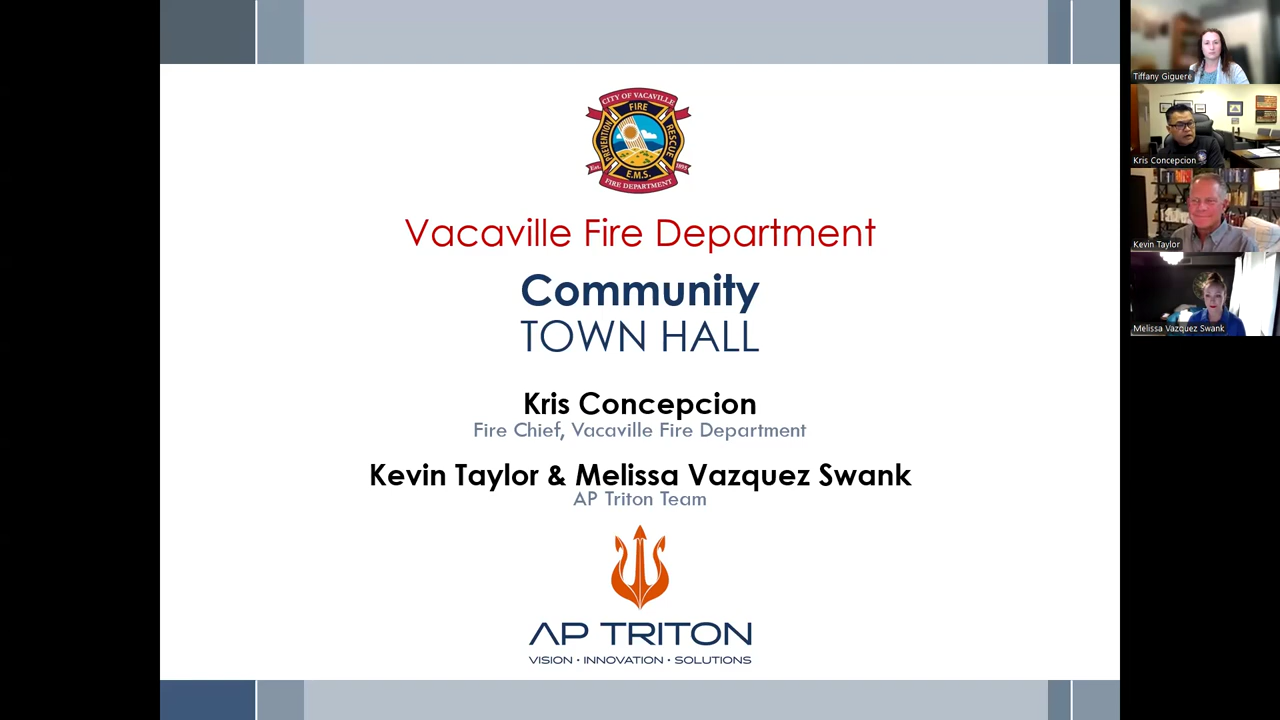 CITY OF VACAVILLE
FIRE
PREVENTION
RESCUE
E.M.S.
Est.
1893
FIRE DEPARTMENT
Vacaville Fire Department
Community
TOWN HALL
Kris Concepcion
Fire Chief, Vacaville Fire Department
Kevin Taylor & Melissa Vazquez Swank
AP Triton Team
AP TRITON
VISION • INNOVATION • SOLUTIONS
Tiffany Giguere
Kris Concepcion
Kevin Taylor
Melissa Vazquez Swank